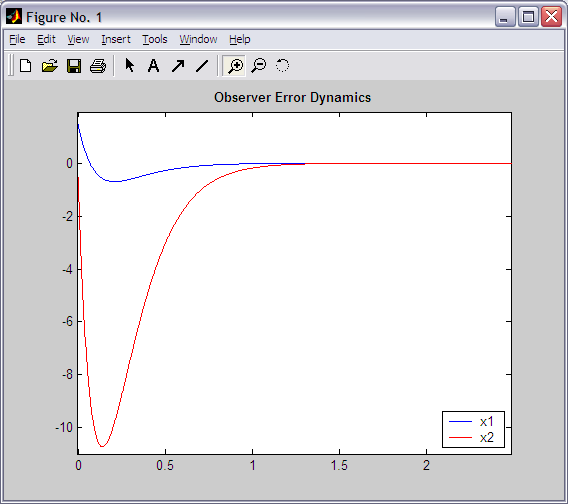 Figure No. 1
File Edit View Insert Tools Window Help
A
Observer Error Dynamics
0
-2
-4
-6
-8
-10
0 0.5 1 1.5 2
x1
x2